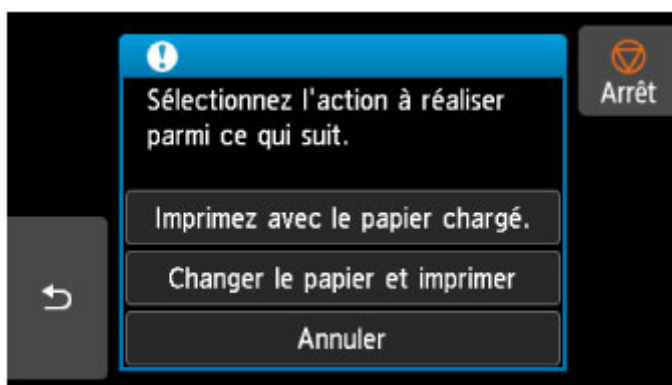 Sélectionnez l'action à réaliser
parmi ce qui suit.
Imprimez avec le papier chargé.
Changer le papier et imprimer
Annuler
Arrêt